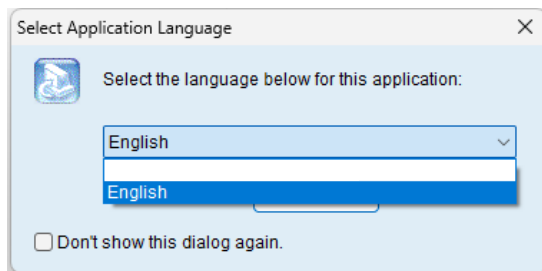 Select Application Language
Select the language below for this application:
English
English
Don't show this dialog again.